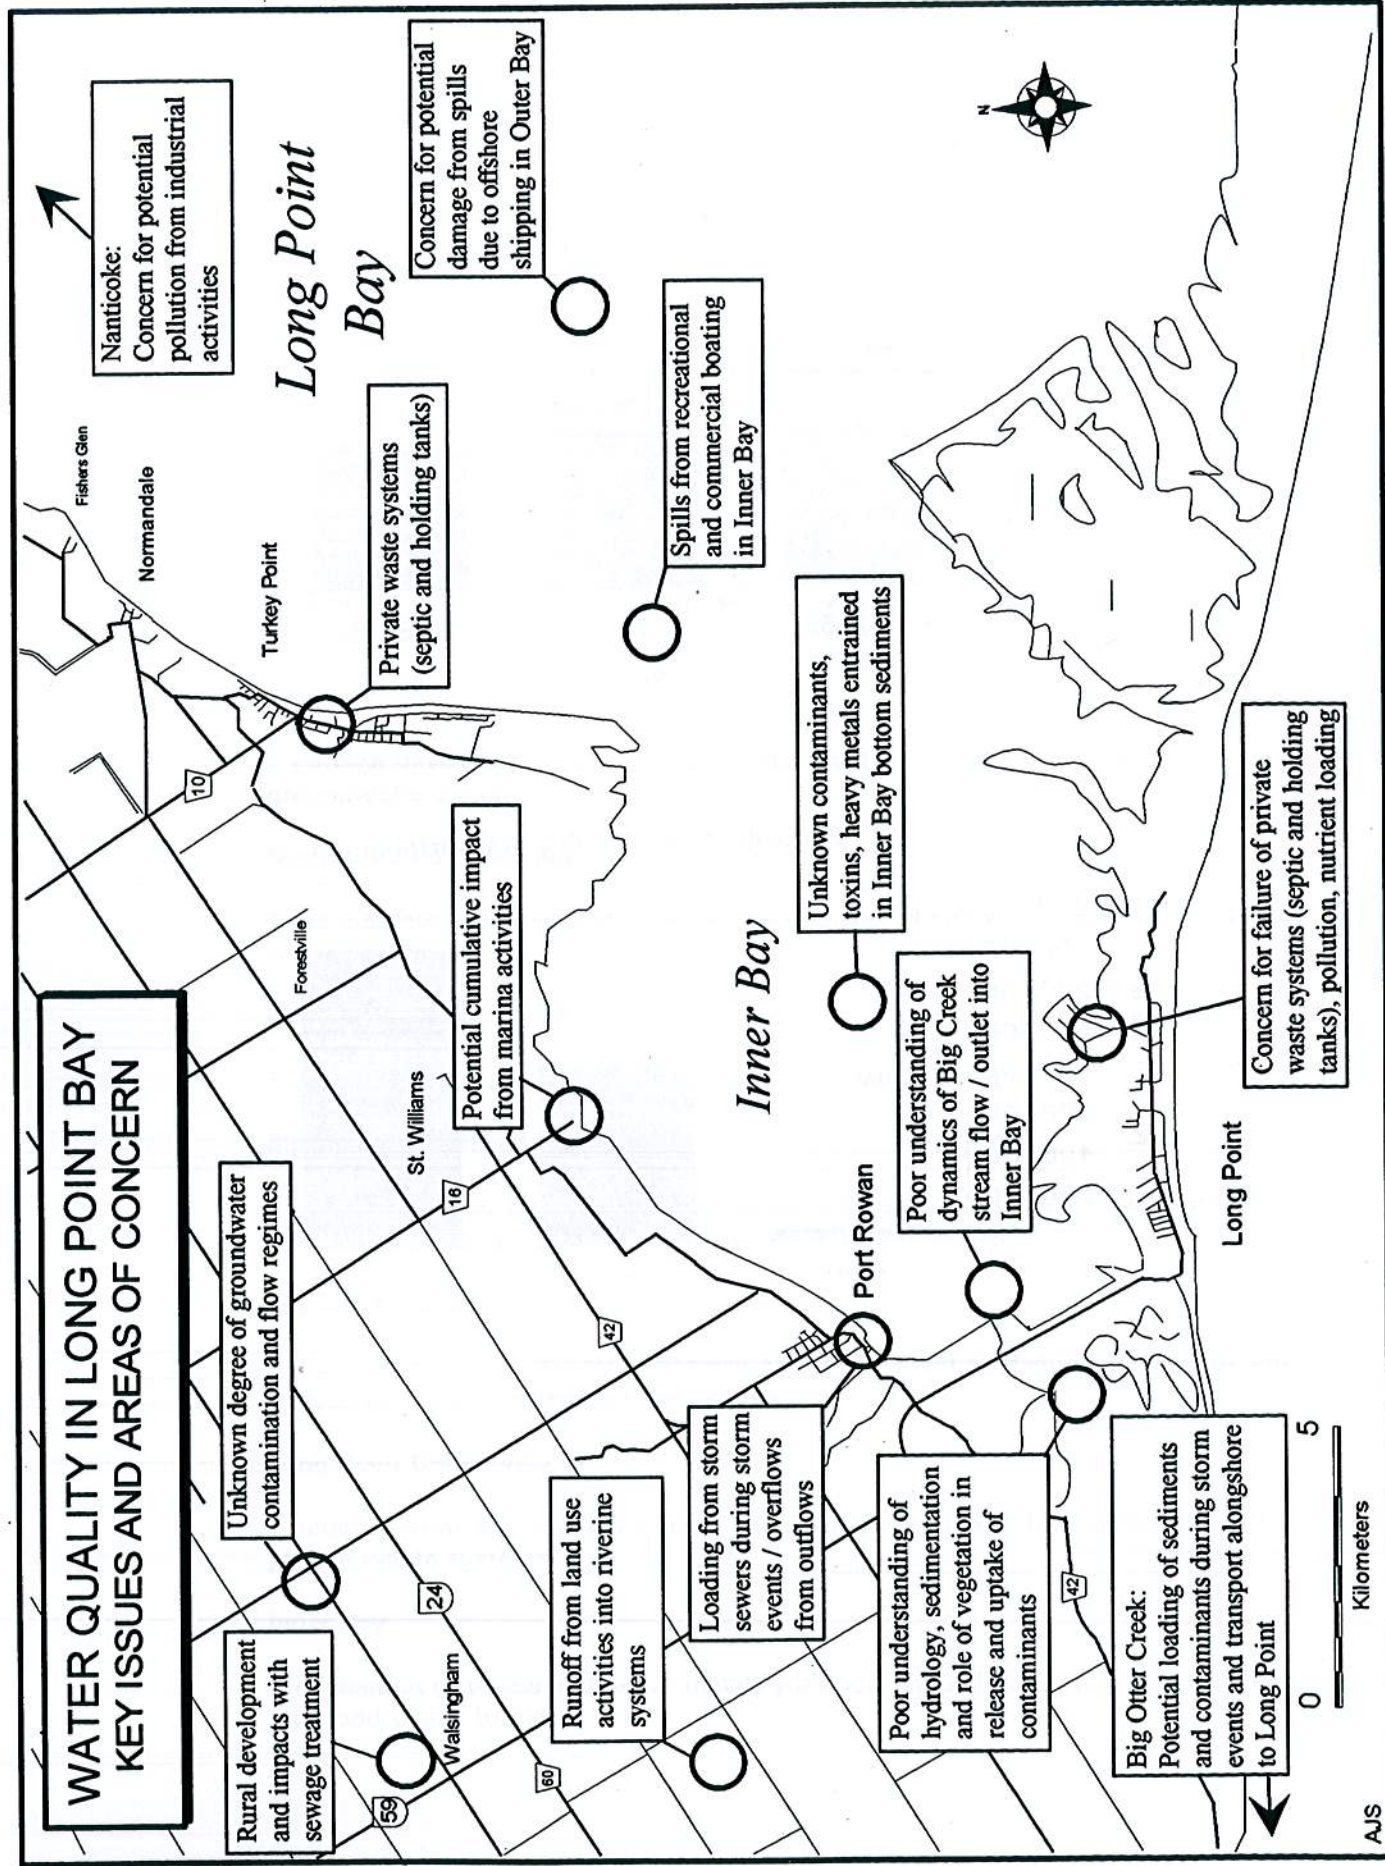 WATER QUALITY IN LONG POINT BAY
KEY ISSUES AND AREAS OF CONCERN
Nanticoke:
Concern for potential
pollution from industrial
activities
Fishers Glen
Normandale
Long Point
Bay
Turkey Point
Concern for potential
damage from spills
due to offshore
shipping in Outer Bay
Private waste systems
(septic and holding tanks)
10
Forestville
Unknown degree of groundwater
contamination and flow regimes
St. Williams
16
Potential cumulative impact
from marina activities
Spills from recreational
and commercial boating
in Inner Bay
Rural development
and impacts with
sewage treatment
59
24
Walsingham
60
42
Inner Bay
Unknown contaminants,
toxins, heavy metals entrained
in Inner Bay bottom sediments
Runoff from land use
activities into riverine
systems
Loading from storm
sewers during storm
events / overflows
from outflows
Port Rowan
Poor understanding of
dynamics of Big Creek
stream flow / outlet into
Inner Bay
N
Poor understanding of
hydrology, sedimentation
and role of vegetation in
release and uptake of
contaminants
42
Big Otter Creek:
Potential loading of sediments
and contaminants during storm
events and transport alongshore
to Long Point
Long Point
Concern for failure of private
waste systems (septic and holding
tanks), pollution, nutrient loading
0 5
Kilometers
AJS